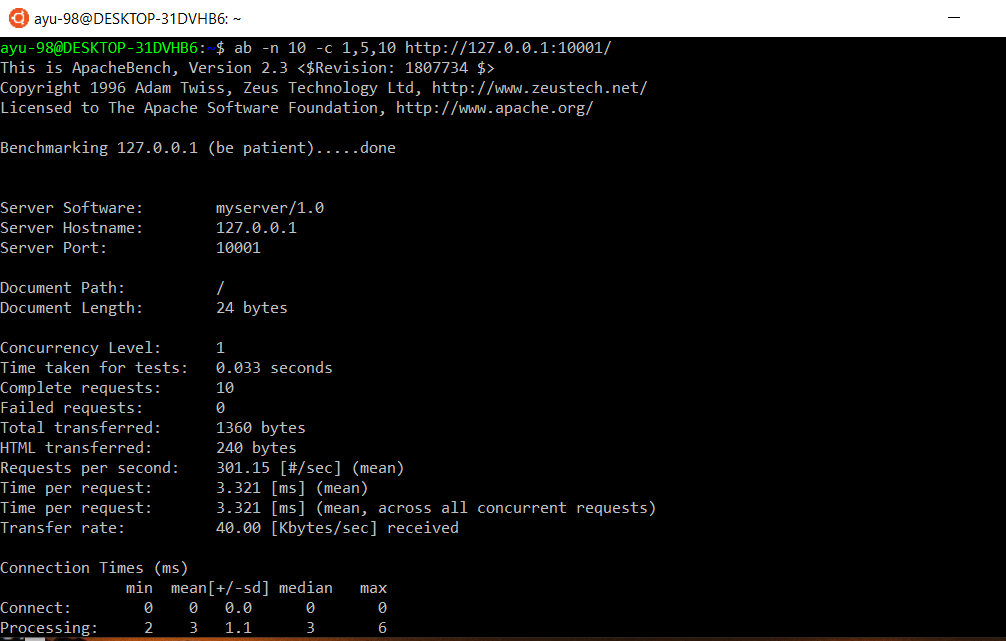 ayu-98@DESKTOP-31DVHB6: ~
ayu-98@DESKTOP-31DVHB6:~$ ab -n 10 -c 1,5,10 http://127.0.0.1:10001/
This is ApacheBench, Version 2.3 <$Revision: 1807734 $>
Copyright 1996 Adam Twiss, Zeus Technology Ltd, http://www.zeustech.net/
Licensed to The Apache Software Foundation, http://www.apache.org/
Benchmarking 127.0.0.1 (be patient).....done
Server Software: myserver/1.0
Server Hostname: 127.0.0.1
Server Port: 10001
Document Path: /
Document Length: 24 bytes
Concurrency Level: 1
Time taken for tests: 0.033 seconds
Complete requests: 10
Failed requests: 0
Total transferred: 1360 bytes
HTML transferred: 240 bytes
Requests per second: 301.15 [#/sec] (mean)
Time per request: 3.321 [ms] (mean)
Time per request: 3.321 [ms] (mean, across all concurrent requests)
Transfer rate: 40.00 [Kbytes/sec] received
Connection Times (ms)
min mean[+/-sd] median max
Connect: 0 0 0.0 0 0
Processing: 2 3 1.1 3 6